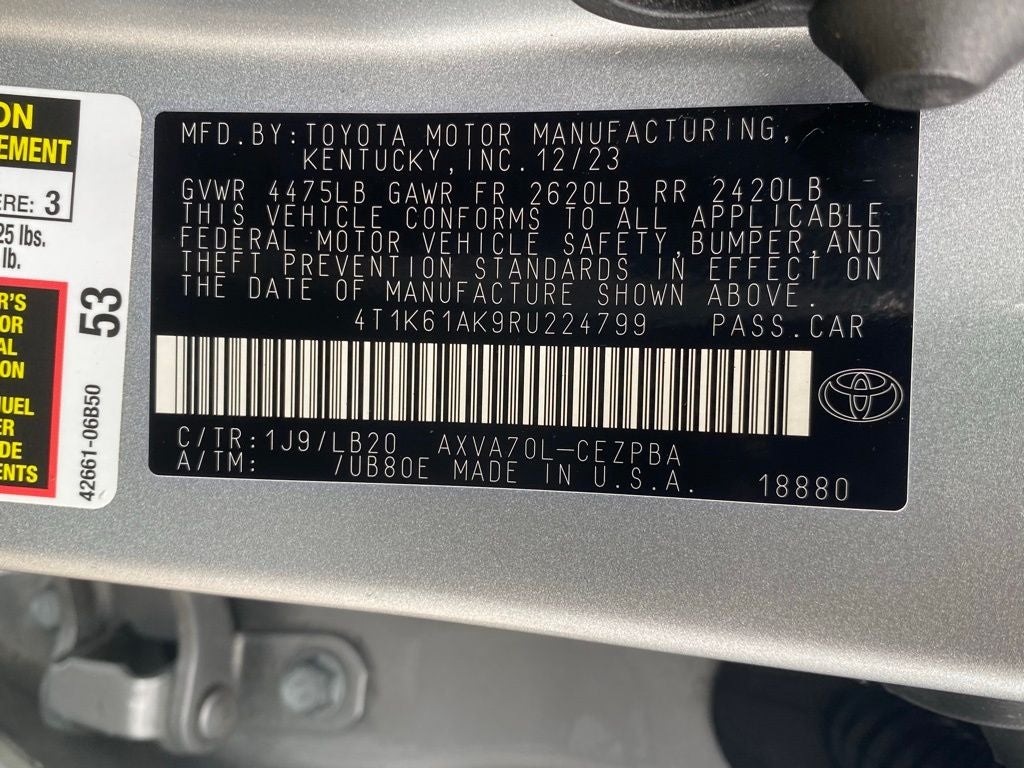 ON
EMENT
ERE: 3
25 lbs.
lb.
R'S
OR
AL
ON
NUEL
ER
DE
ENTS
53
42661-06B50
MFD.BY:TOYOTA MOTOR MANUFACTURING,
KENTUCKY,INC.12/23
GVWR 4475LB GAWR FR 2620LB RR 2420LB
THIS VEHICLE CONFORMS TO ALL APPLICABLE
FEDERAL MOTOR VEHICLE SAFETY,BUMPER,AND
THEFT PREVENTION STANDARDS IN EFFECT ON
THE DATE OF MANUFACTURE SHOWN ABOVE.
4T1K61AK9RU224799 PASS.CAR
C/TR:1J9/LB20 AXVA70L-CEZPBA
A/TM: /UB80E MADE IN U.S.A. 18880